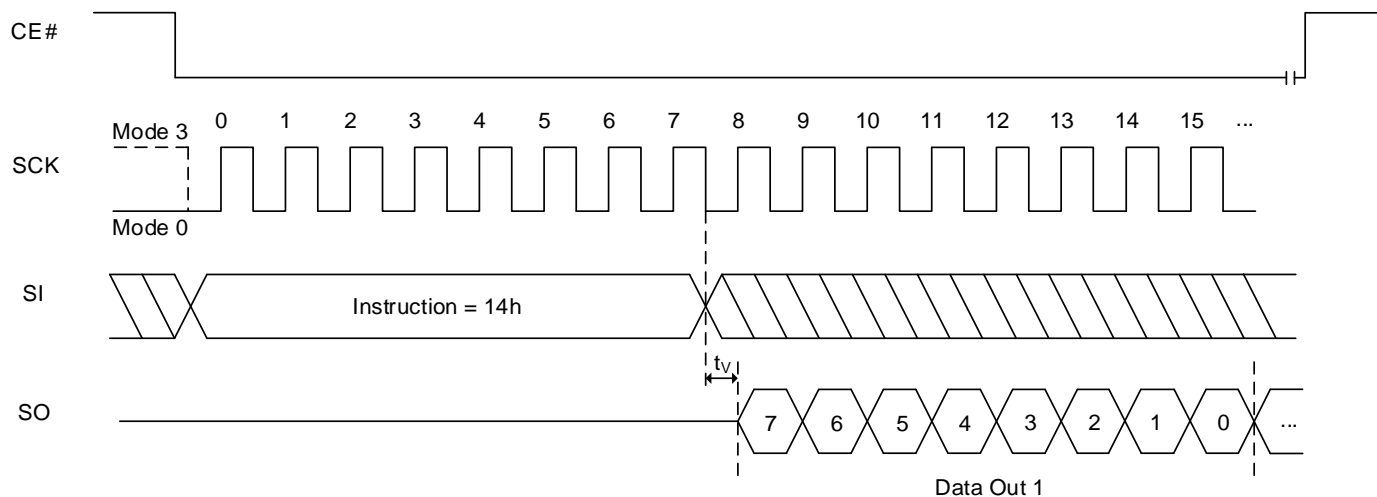 CE#
0 1 2 3 4 5 6 7 8 9 10 11 12 13 14 15 ...
Mode 3
SCK
Mode 0
SI
Instruction = 14h
tV
SO
7 6 5 4 3 2 1 0 ...
Data Out 1